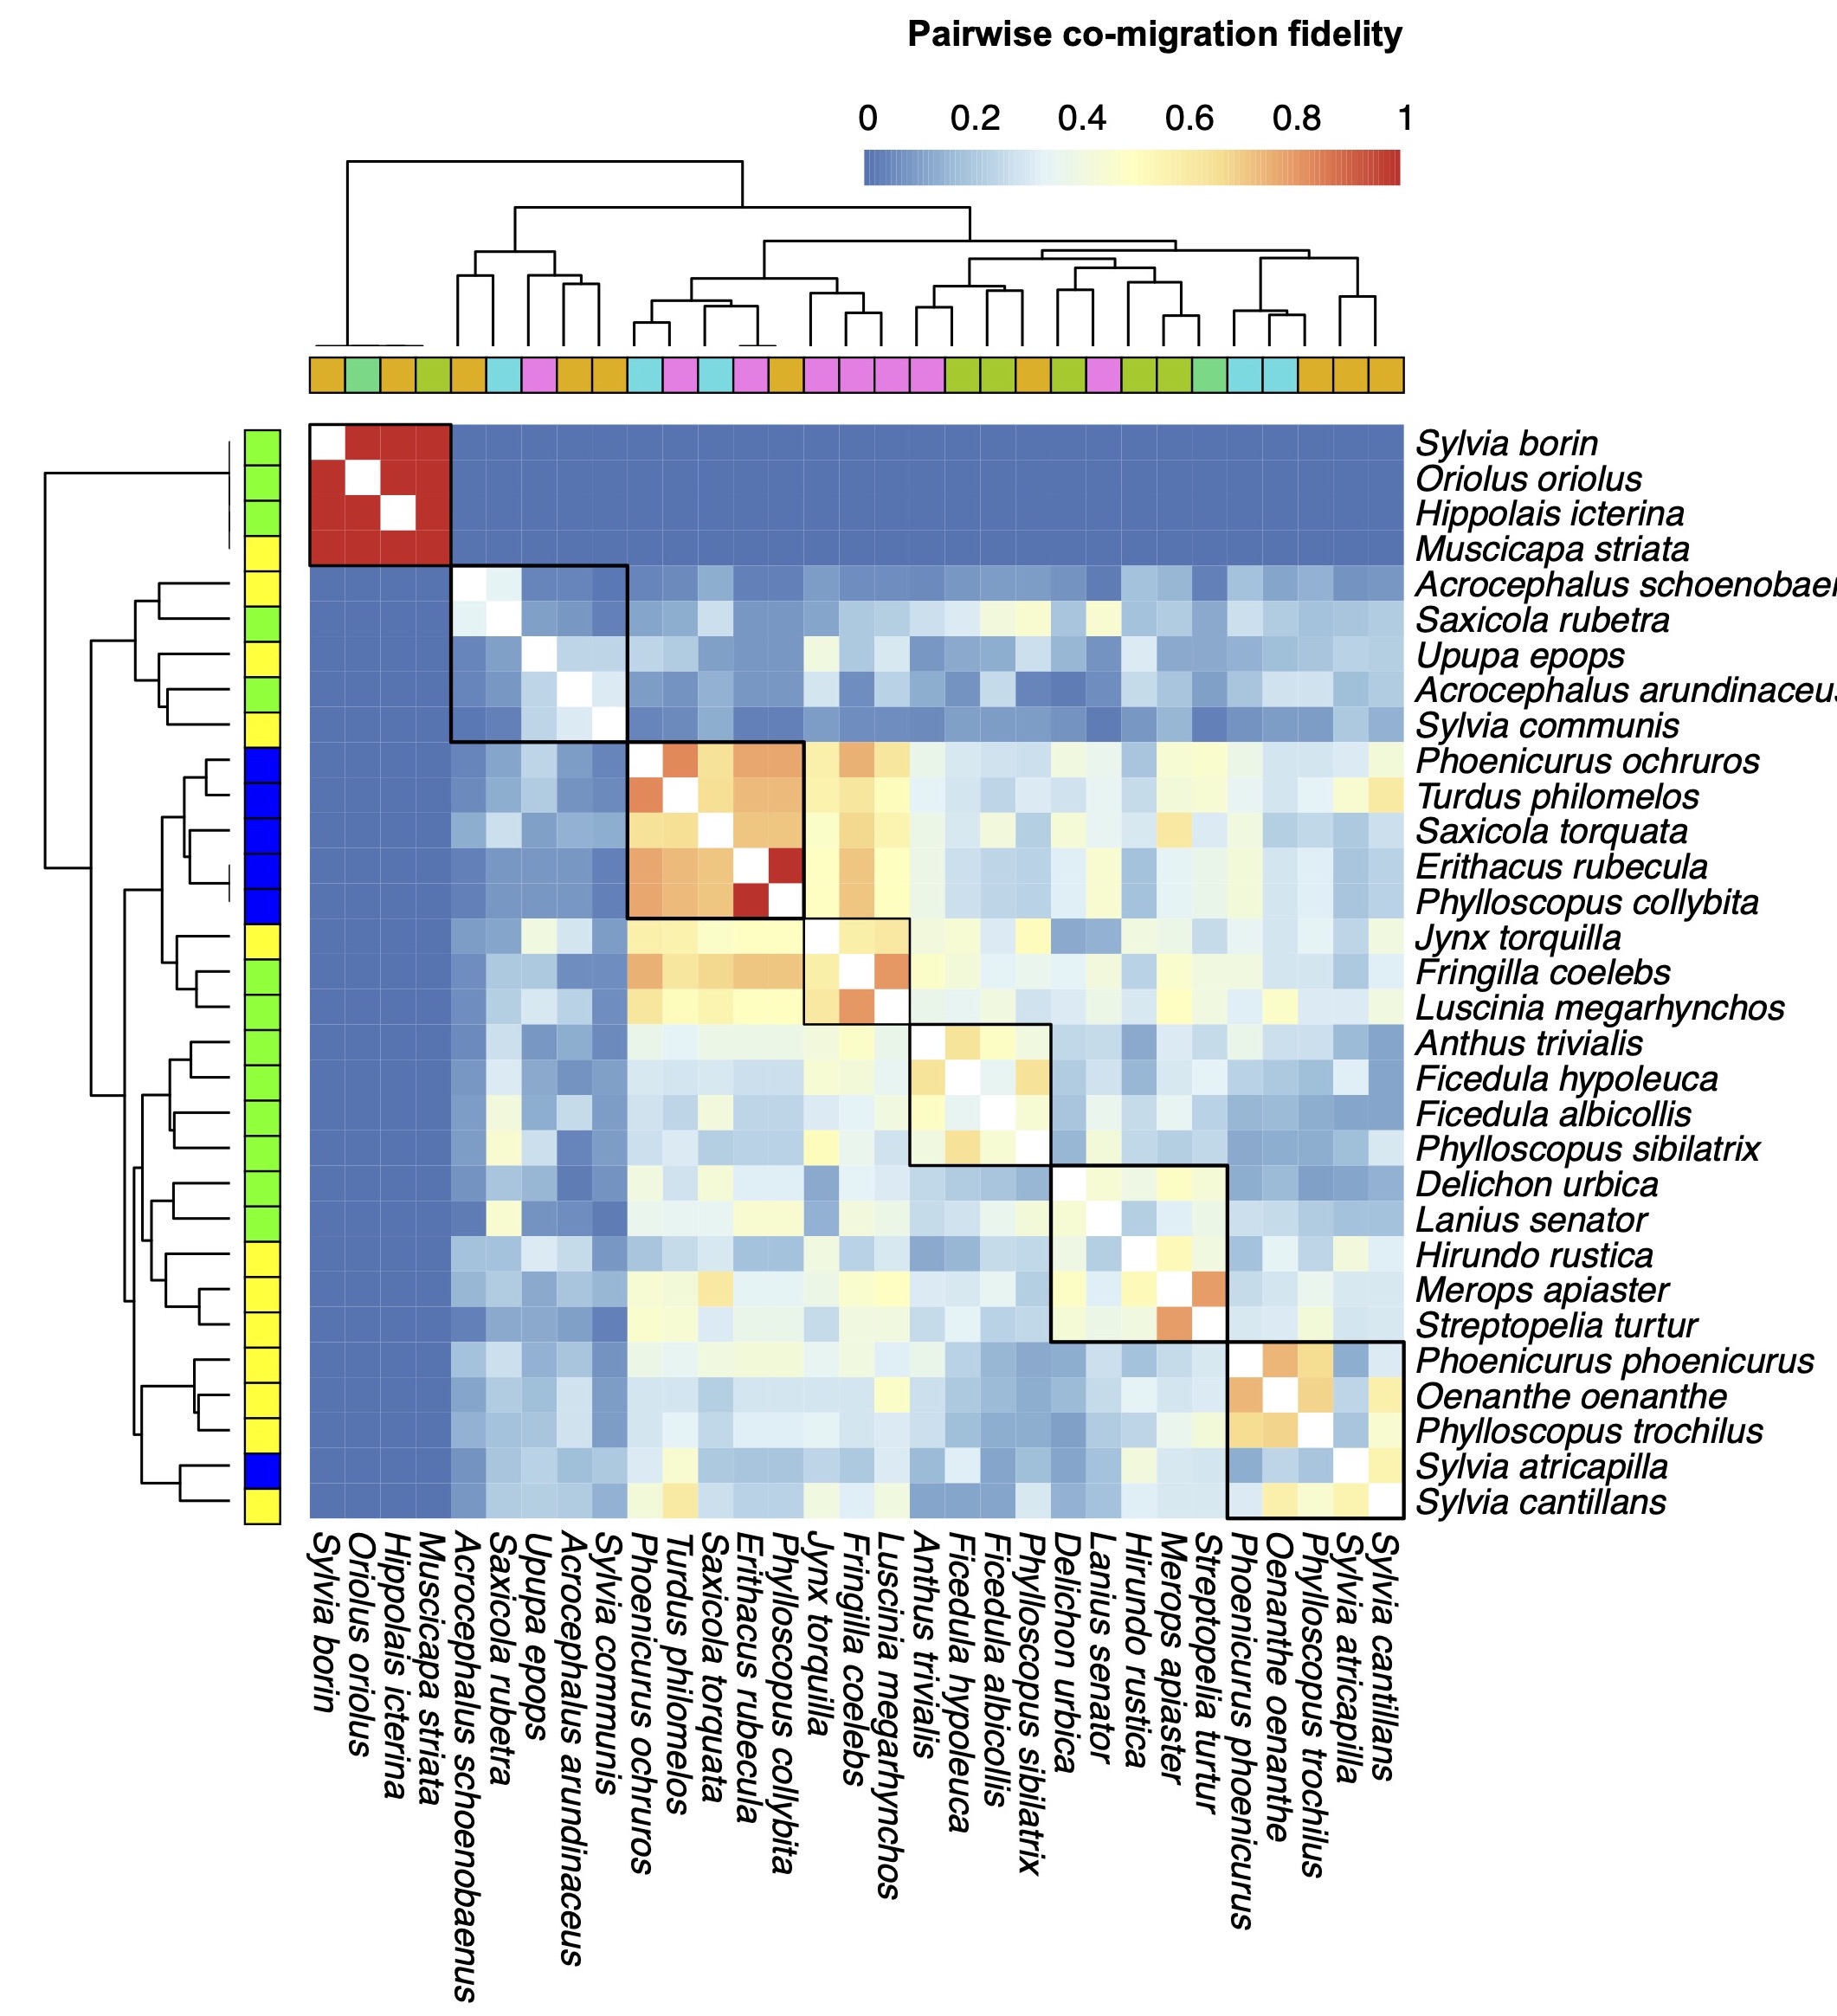 Pairwise co-migration fidelity
0 0.2 0.4 0.6 0.8 1
Sylvia borin
Oriolus oriolus
Hippolais icterina
Muscicapa striata
Acrocephalus schoenobaen
Saxicola rubetra
Upupa epops
Acrocephalus arundinaceus
Sylvia communis
Phoenicurus ochruros
Turdus philomelos
Saxicola torquata
Erithacus rubecula
Phylloscopus collybita
Jynx torquilla
Fringilla coelebs
Luscinia megarhynchos
Anthus trivialis
Ficedula hypoleuca
Ficedula albicollis
Phylloscopus sibilatrix
Delichon urbica
Lanius senator
Hirundo rustica
Merops apiaster
Streptopelia turtur
Phoenicurus phoenicurus
Oenanthe oenanthe
Phylloscopus trochilus
Sylvia atricapilla
Sylvia cantillans
Sylvia borin
Oriolus oriolus
Hippolais icterina
Muscicapa striata
Acrocephalus schoenobaenus
Saxicola rubetra
Upupa epops
Acrocephalus arundinaceus
Sylvia communis
Phoenicurus ochruros
Turdus philomelos
Saxicola torquata
Erithacus rubecula
Phylloscopus collybita
Jynx torquilla
Fringilla coelebs
Luscinia megarhynchos
Anthus trivialis
Ficedula hypoleuca
Ficedula albicollis
Phylloscopus sibilatrix
Delichon urbica
Lanius senator
Hirundo rustica
Merops apiaster
Streptopelia turtur
Phoenicurus phoenicurus
Oenanthe oenanthe
Phylloscopus trochilus
Sylvia atricapilla
Sylvia cantillans